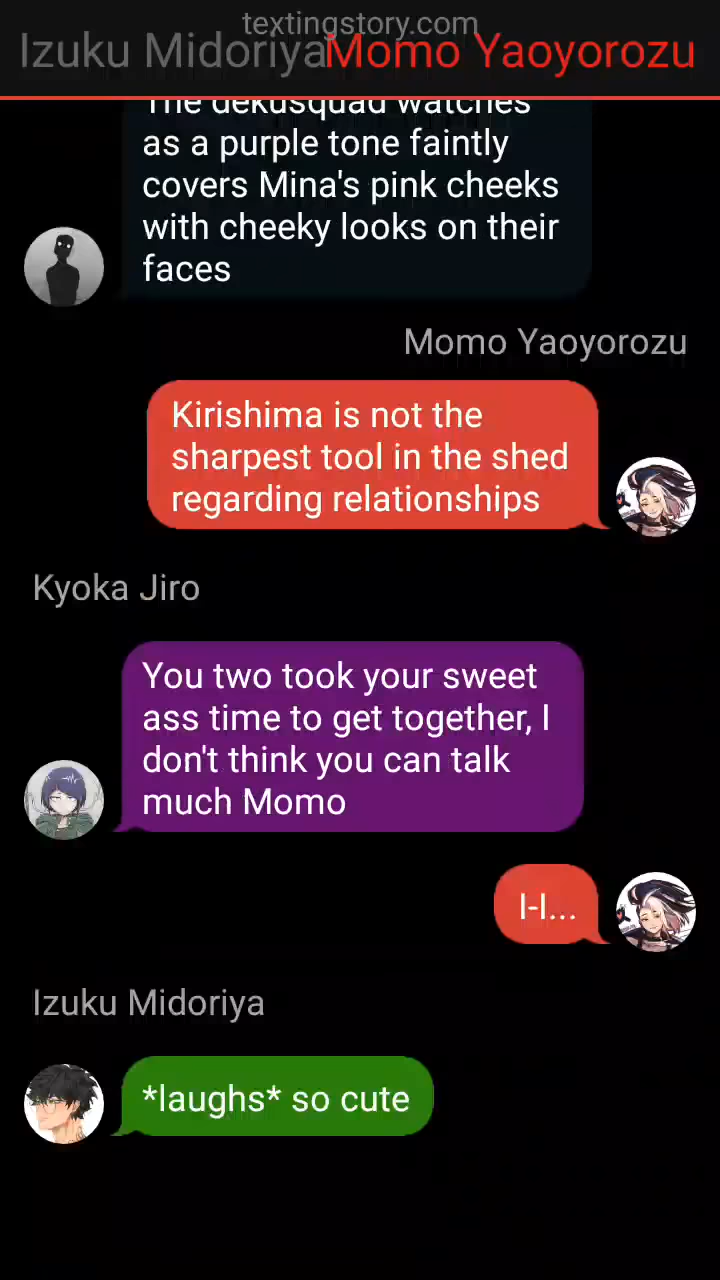 textingstory.com
Izuku Midoriya Momo Yaoyorozu
The dekusquad watches
as a purple tone faintly
covers Mina's pink cheeks
with cheeky looks on their
faces
Momo Yaoyorozu
Kirishima is not the
sharpest tool in the shed
regarding relationships
Kyoka Jiro
You two took your sweet
ass time to get together, I
don't think you can talk
much Momo
I-I...
Izuku Midoriya
*laughs* so cute